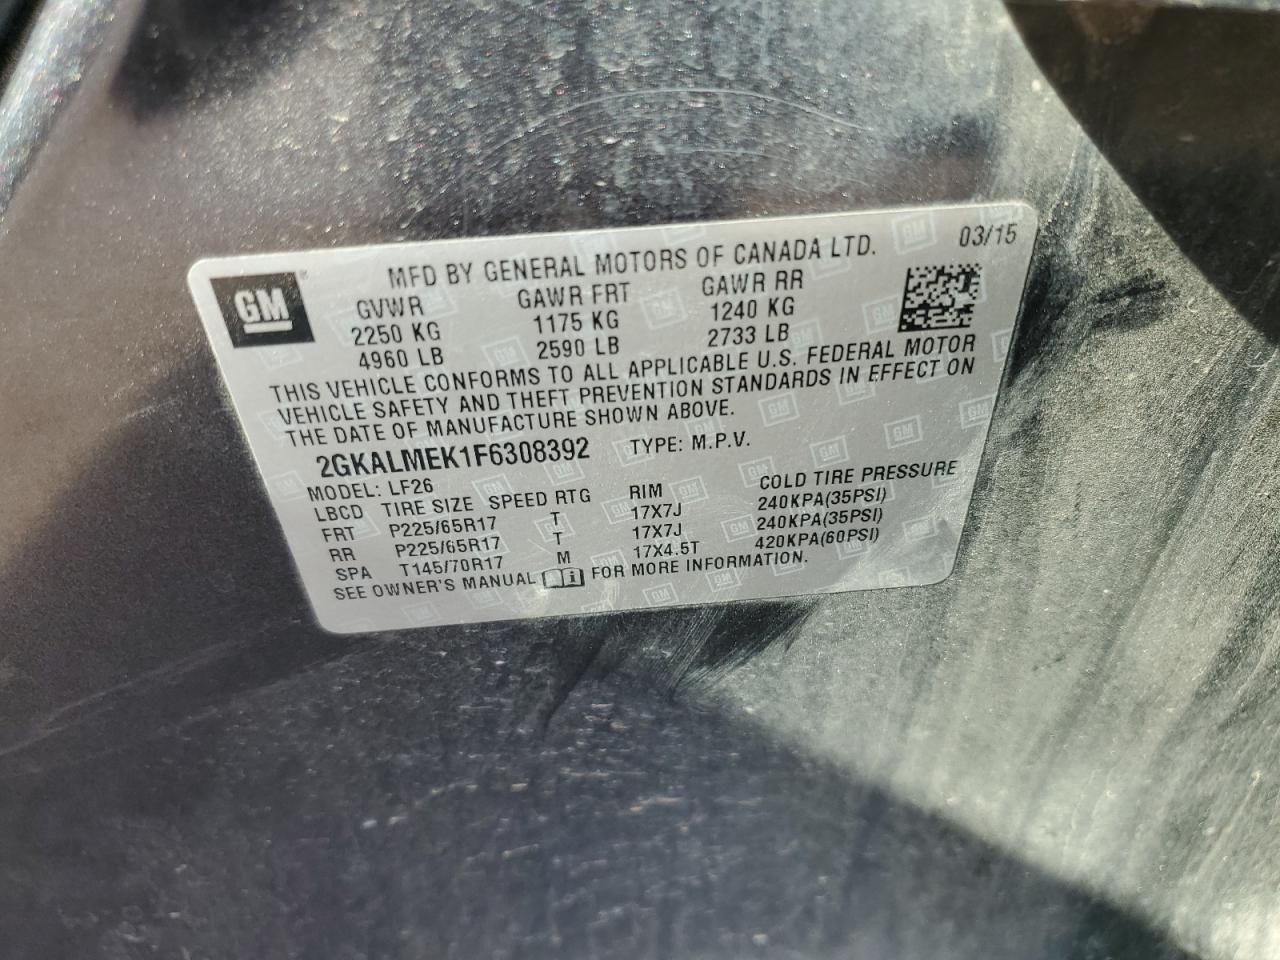 MFD BY GENERAL MOTORS OF CANADA LTD. 03/15
GM
GVWR GAWR FRT GAWR RR
2250 KG 1175 KG 1240 KG
4960 LB 2590 LB 2733 LB
THIS VEHICLE CONFORMS TO ALL APPLICABLE U.S. FEDERAL MOTOR
VEHICLE SAFETY AND THEFT PREVENTION STANDARDS IN EFFECT ON
THE DATE OF MANUFACTURE SHOWN ABOVE.
2GKALMEK1F6308392 TYPE: M.P.V.
MODEL: LF26
LBCD TIRE SIZE SPEED RTG RIM COLD TIRE PRESSURE
FRT P225/65R17 T 17X7J 240KPA(35PSI)
RR P225/65R17 T 17X7J 240KPA(35PSI)
SPA T145/70R17 M 17X4.5T 420KPA(60PSI)
SEE OWNER'S MANUAL FOR MORE INFORMATION.